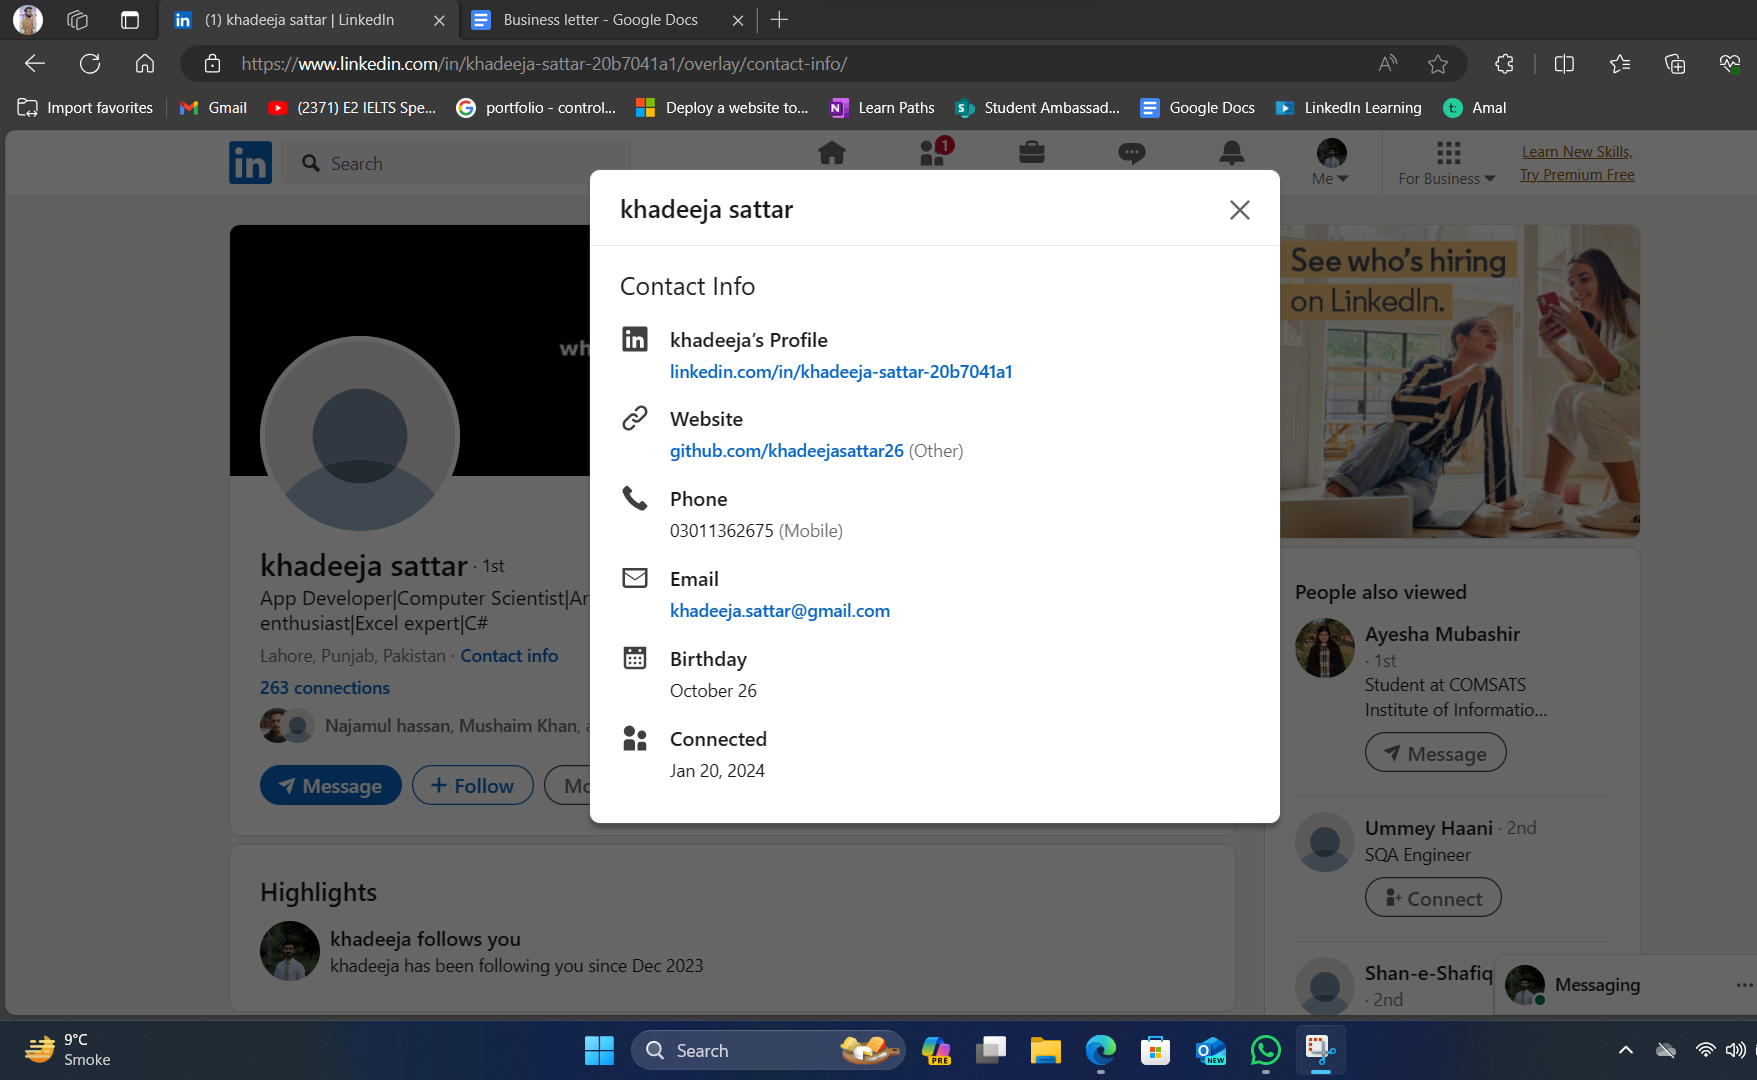 (1) khadeeja sattar | LinkedIn
Business letter - Google Docs
https://www.linkedin.com/in/khadeeja-sattar-20b7041a1/overlay/contact-info/
Import favorites
Gmail
(2371) E2 IELTS Spe...
portfolio - control...
Deploy a website to...
Learn Paths
Student Ambassad...
Google Docs
LinkedIn Learning
Amal
in
Search
1
Me
For Business
Learn New Skills,
Try Premium Free
khadeeja sattar
Contact Info
khadeeja’s Profile
linkedin.com/in/khadeeja-sattar-20b7041a1
Website
github.com/khadeejasattar26 (Other)
Phone
03011362675 (Mobile)
Email
khadeeja.sattar@gmail.com
Birthday
October 26
Connected
Jan 20, 2024
wh
khadeeja sattar · 1st
App Developer|Computer Scientist|Ar
enthusiast|Excel expert|C#
Lahore, Punjab, Pakistan · Contact info
263 connections
Najamul hassan, Mushaim Khan, a
Message
Follow
Mo
Highlights
khadeeja follows you
khadeeja has been following you since Dec 2023
See who's hiring
on LinkedIn.
People also viewed
Ayesha Mubashir
· 1st
Student at COMSATS
Institute of Informatio...
Message
Ummey Haani · 2nd
SQA Engineer
Connect
Shan-e-Shafiq
· 2nd
Messaging
9°C
Smoke
Search
PRE
NEW